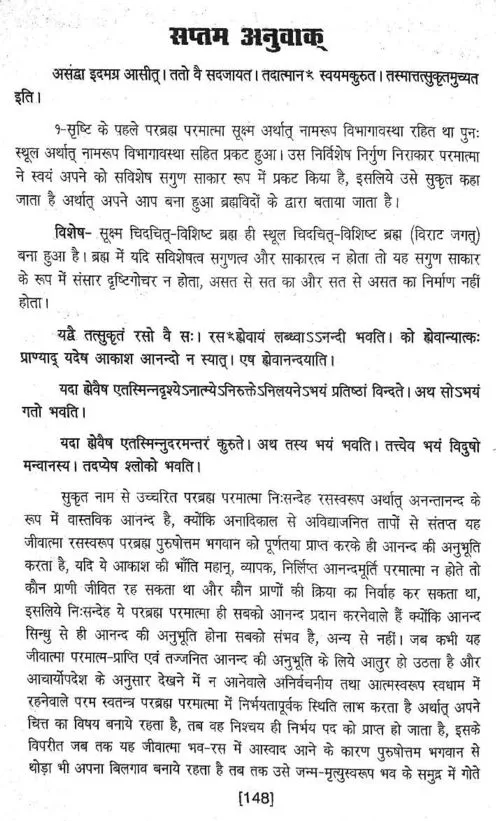 सप्तम अनुवाक्
असंद्वा इदमग्र आसीत्। ततो वै सदजायत। तदात्मान* स्वयमकुरुत। तस्मात्तत्सुकृतमुच्यत
इति।
१-सृष्टि के पहले परब्रह्म परमात्मा सूक्ष्म अर्थात् नामरूप विभागावस्था रहित था पुनः
स्थूल अर्थात् नामरूप विभागावस्था सहित प्रकट हुआ। उस निर्विशेष निर्गुण निराकार परमात्मा
ने स्वयं अपने को सविशेष सगुण साकार रूप में प्रकट किया है, इसलिये उसे सुकृत कहा
जाता है अर्थात् अपने आप बना हुआ ब्रह्मविदों के द्वारा बताया जाता है।
विशेष- सूक्ष्म चिदचित्-विशिष्ट ब्रह्म ही स्थूल चिदचित्-विशिष्ट ब्रह्म (विराट जगत्)
बना हुआ है। ब्रह्म में यदि सविशेषत्व सगुणत्व और साकारत्व न होता तो यह सगुण साकार
के रूप में संसार दृष्टिगोचर न होता, असत से सत का और सत से असत का निर्माण नहीं
होता।
यद्वै तत्सुकृतं रसो वै सः। रस*ह्येवायं लब्ध्वाऽऽनन्दी भवति। को ह्येवान्यात्कः
प्राण्याद् यदेष आकाश आनन्दो न स्यात्। एष ह्येवानन्दयाति।
यदा ह्येवैष एतस्मिन्नदृश्येऽनात्म्येऽनिरुक्तेऽनिलयनेऽभयं प्रतिष्ठां विन्दते। अथ सोऽभयं
गतो भवति।
यदा ह्येवैष एतस्मिन्नुदरमन्तरं कुरुते। अथ तस्य भयं भवति। तत्त्वेव भयं विदुषो
मन्वानस्य। तदप्येष श्लोको भवति।
सुकृत नाम से उच्चरित परब्रह्म परमात्मा निःसन्देह रसस्वरूप अर्थात् अनन्तानन्द के
रूप में वास्तविक आनन्द है, क्योंकि अनादिकाल से अविद्याजनित तापों से संतप्त यह
जीवात्मा रसस्वरूप परब्रह्म पुरुषोत्तम भगवान को पूर्णतया प्राप्त करके ही आनन्द की अनुभूति
करता है, यदि ये आकाश की भाँति महान्, व्यापक, निर्लिप्त आनन्दमूर्ति परमात्मा न होते तो
कौन प्राणी जीवित रह सकता था और कौन प्राणों की क्रिया का निर्वाह कर सकता था,
इसलिये निःसन्देह ये परब्रह्म परमात्मा ही सबको आनन्द प्रदान करनेवाले हैं क्योंकि आनन्द
सिन्धु से ही आनन्द की अनुभूति होना सबको संभव है, अन्य से नहीं। जब कभी यह
जीवात्मा परमात्म-प्राप्ति एवं तज्जनित आनन्द की अनुभूति के लिये आतुर हो उठता है और
आचार्योपदेश के अनुसार देखने में न आनेवाले अनिर्वचनीय तथा आत्मस्वरूप स्वधाम में
रहनेवाले परम स्वतन्त्र परब्रह्म परमात्मा में निर्भयतापूर्वक स्थिति लाभ करता है अर्थात् अपने
चित्त का विषय बनाये रहता है, तब वह निश्चय ही निर्भय पद को प्राप्त हो जाता है, इसके
विपरीत जब तक यह जीवात्मा भव-रस में आस्वाद आने के कारण पुरुषोत्तम भगवान से
थोड़ा भी अपना बिलगाव बनाये रहता है तब तक उसे जन्म-मृत्युस्वरूप भव के समुद्र में गोते
[148]